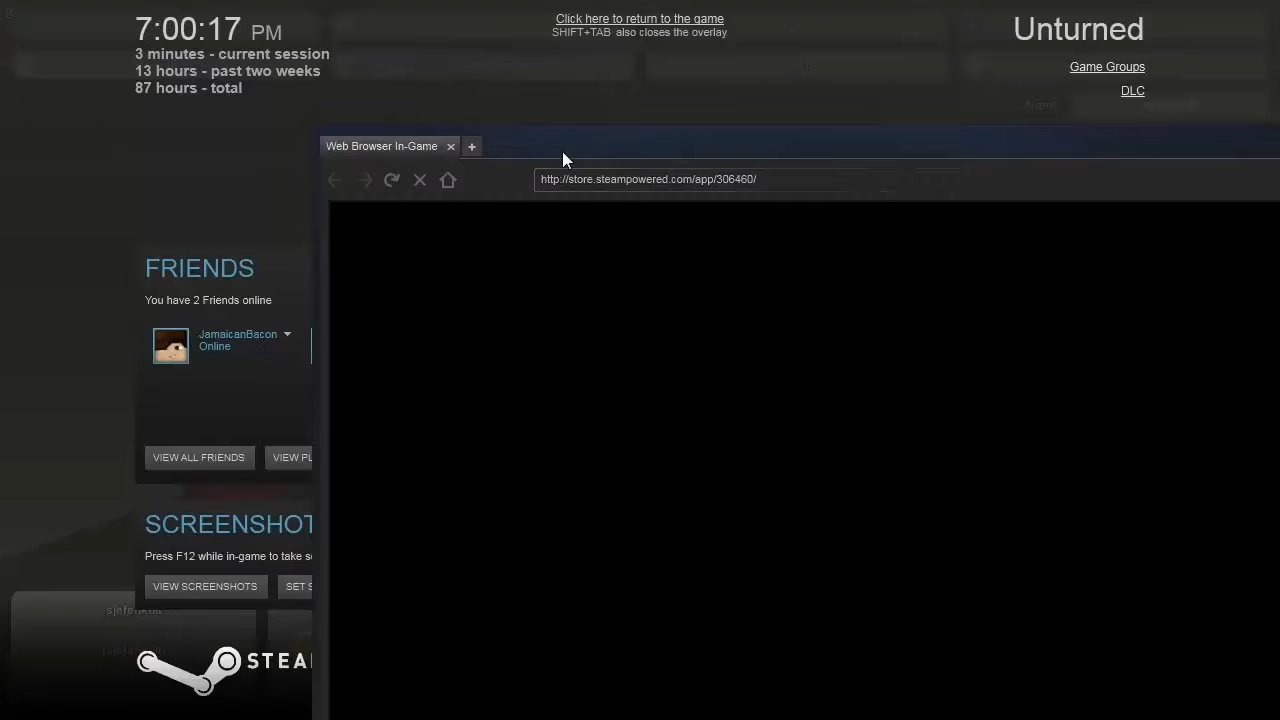 7:00:17 PM
3 minutes - current session
13 hours - past two weeks
87 hours - total
Click here to return to the game
SHIFT+TAB also closes the overlay
Unturned
Game Groups
DLC
Name
Web Browser In-Game
http://store.steampowered.com/app/306460/
FRIENDS
You have 2 Friends online
JamaicanBacon
Online
VIEW ALL FRIENDS
VIEW PL
SCREENSHOT
Press F12 while in-game to take s
VIEW SCREENSHOTS
SET S
STEA